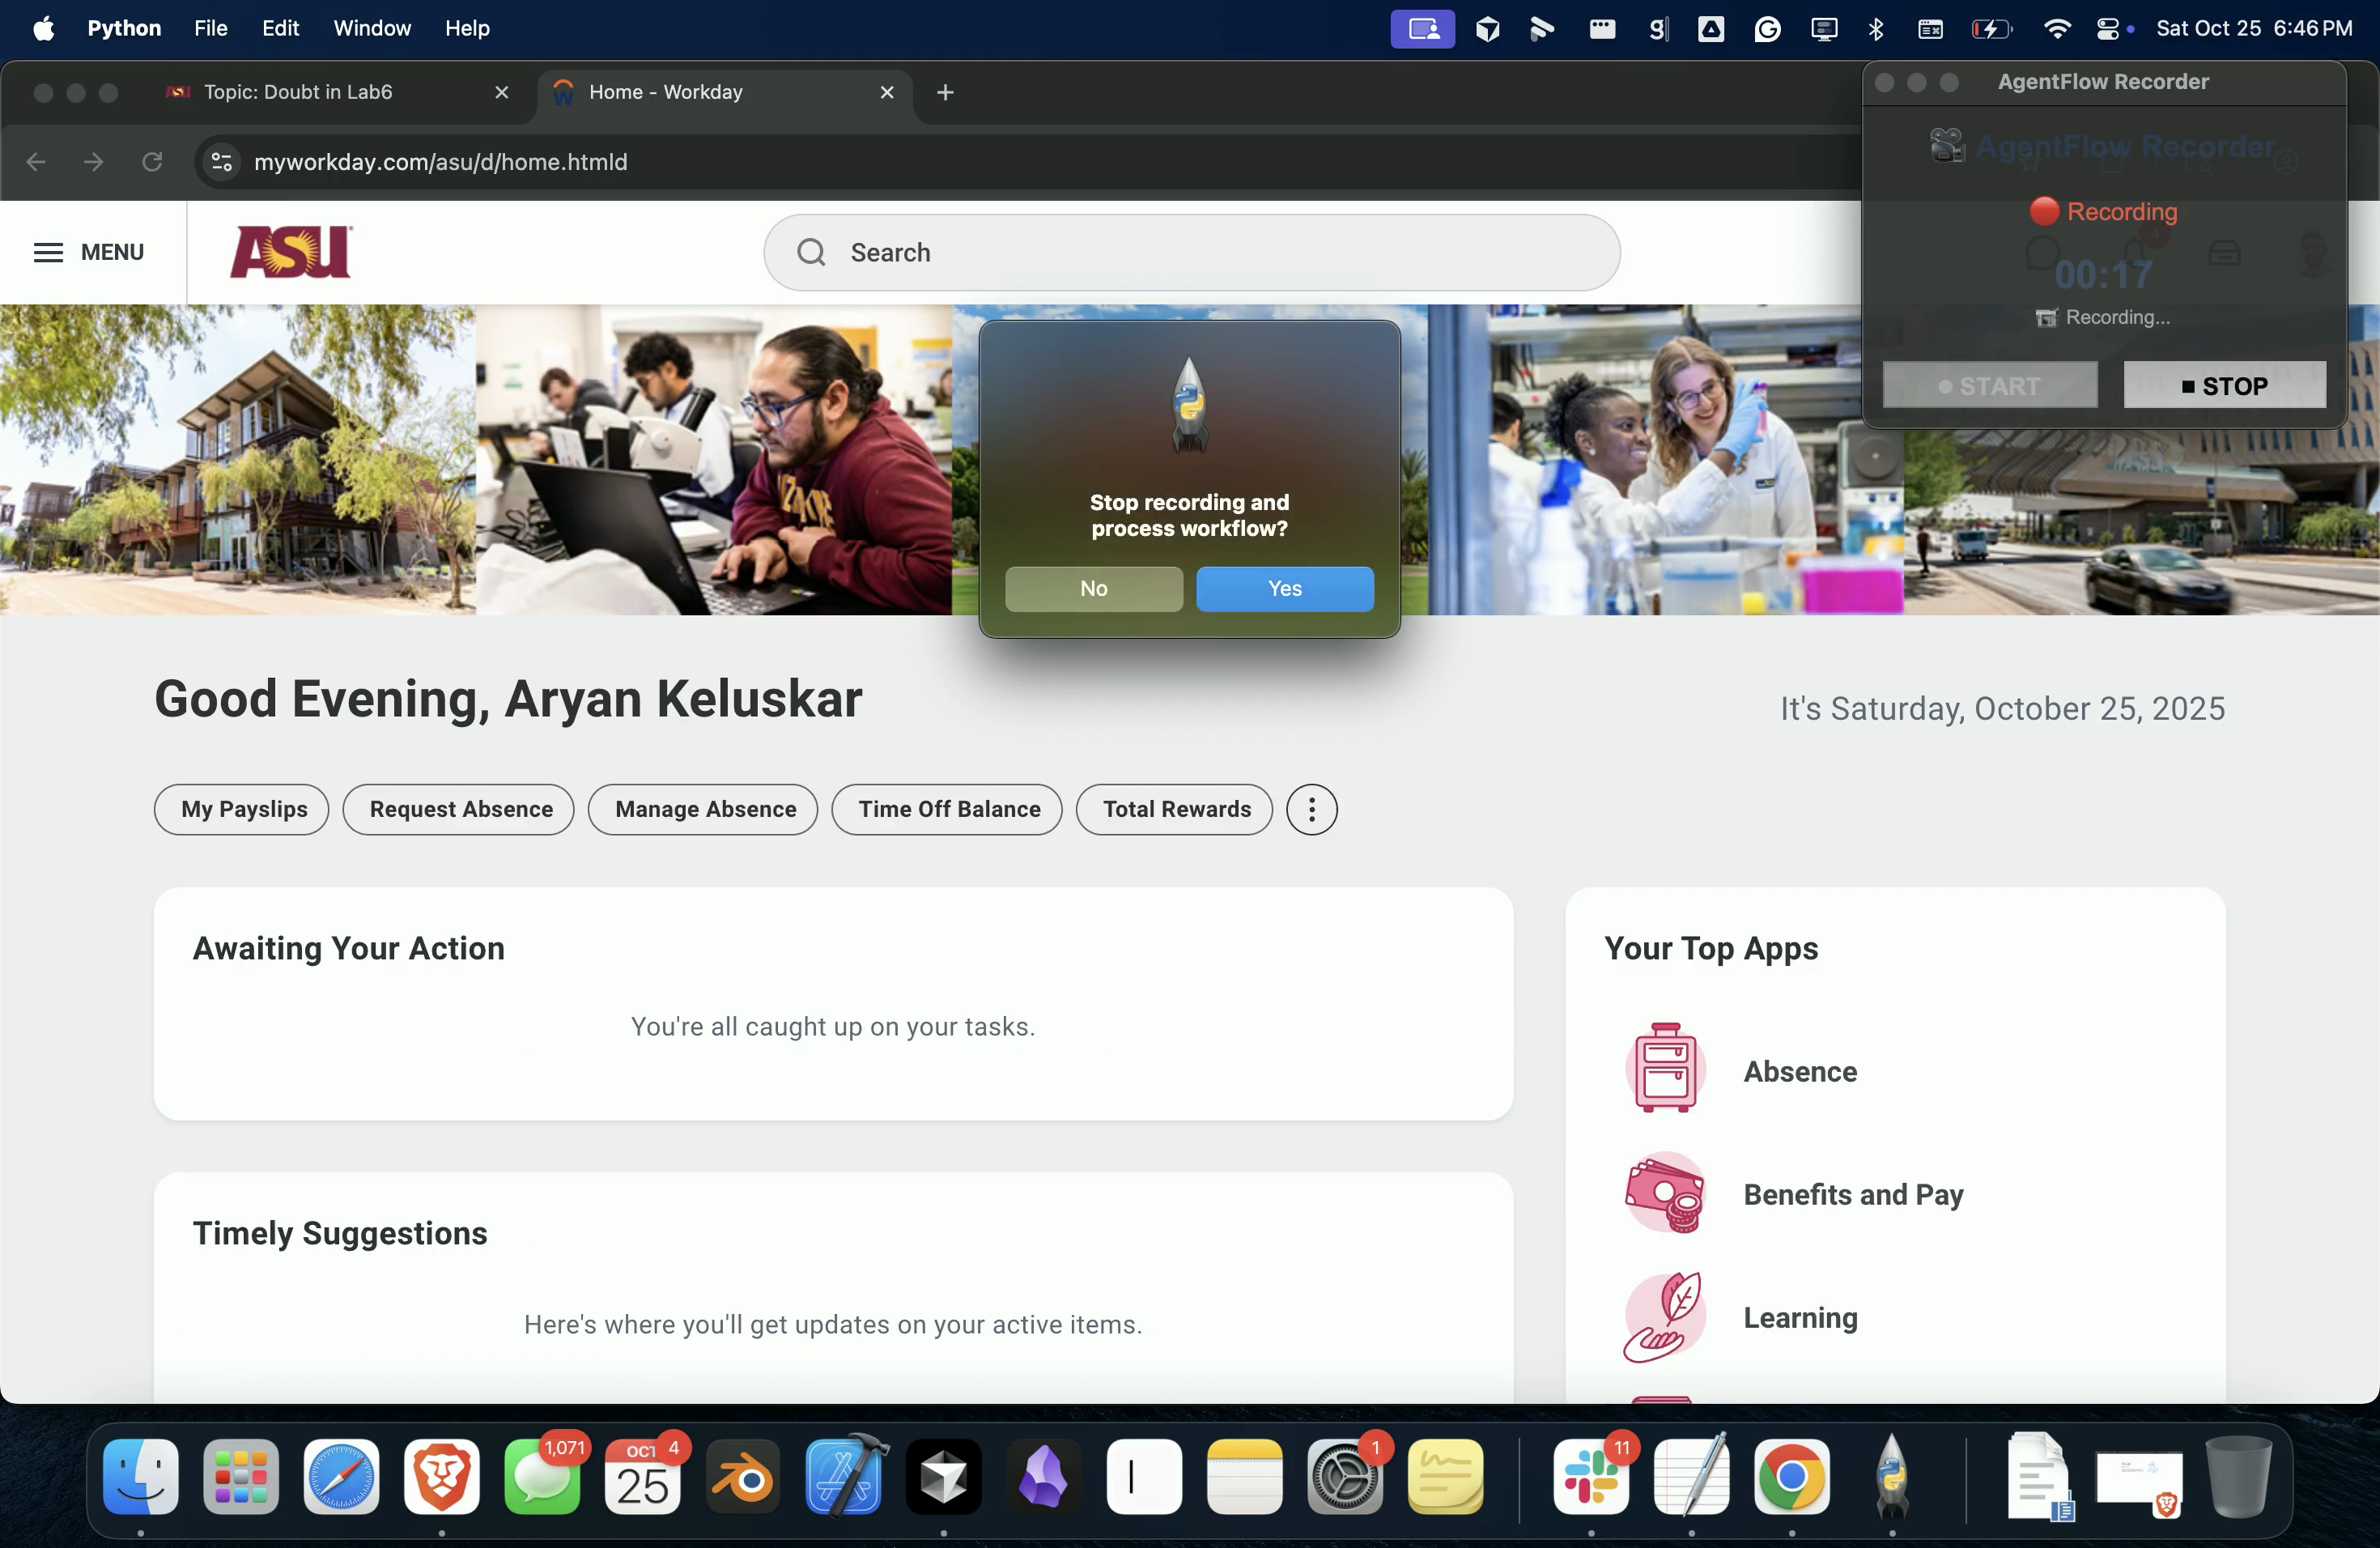 Python File Edit Window Help
Sat Oct 25 6:46 PM
Topic: Doubt in Lab6
Home - Workday
myworkday.com/asu/d/home.htmld
AgentFlow Recorder
AgentFlow Recorder
Recording
00:17
Recording...
START
STOP
MENU
ASU
Search
Stop recording and
process workflow?
No
Yes
Good Evening, Aryan Keluskar
It's Saturday, October 25, 2025
My Payslips
Request Absence
Manage Absence
Time Off Balance
Total Rewards
Awaiting Your Action
You're all caught up on your tasks.
Timely Suggestions
Here's where you'll get updates on your active items.
Your Top Apps
Absence
Benefits and Pay
Learning
1,071
OCT
4
25
1
11